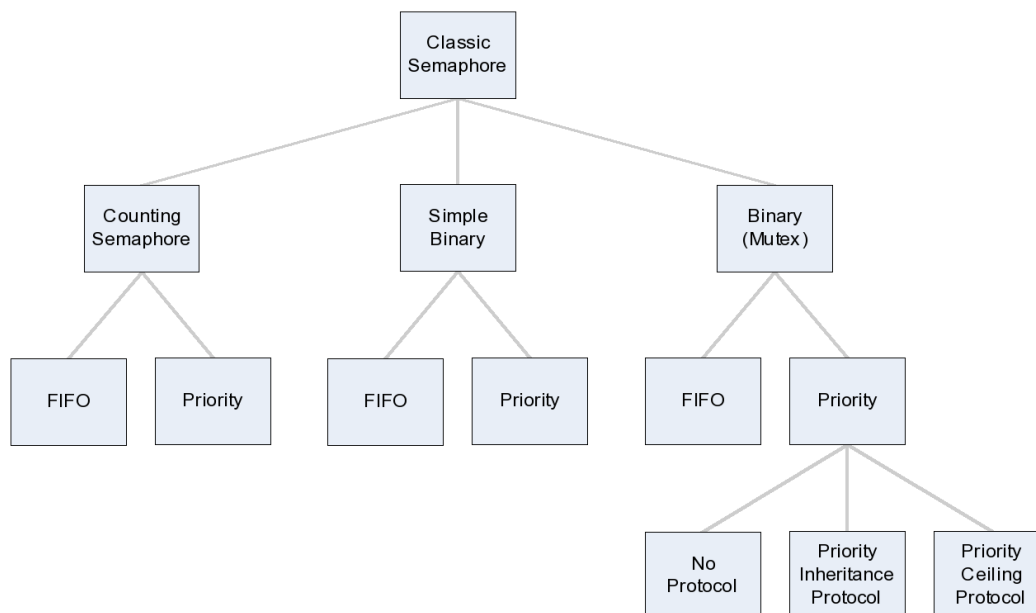 Classic
Semaphore
Counting
Semaphore
Simple
Binary
Binary
(Mutex)
FIFO
Priority
FIFO
Priority
FIFO
Priority
No
Protocol
Priority
Inheritance
Protocol
Priority
Ceiling
Protocol